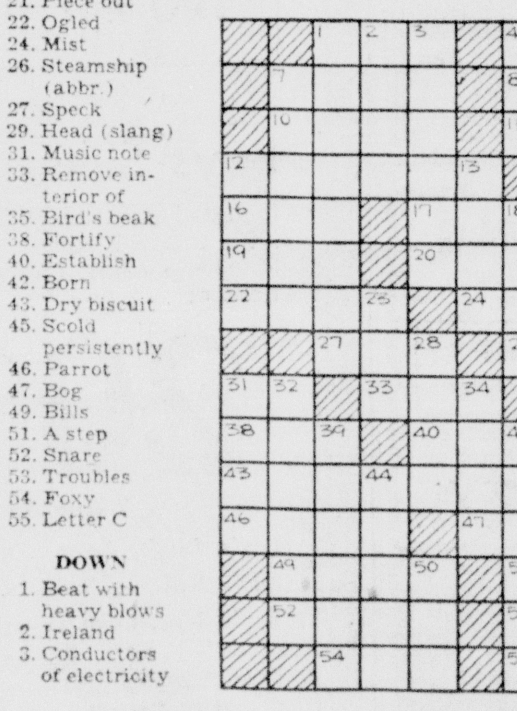 21. Piece out
22. Ogled
24. Mist
26. Steamship
(abbr.)
27. Speck
29. Head (slang)
31. Music note
33. Remove in-
terior of
35. Bird's beak
38. Fortify
40. Establish
42. Born
43. Dry biscuit
45. Scold
persistently
46. Parrot
47. Bog
49. Bills
51. A step
52. Snare
53. Troubles
54. Foxy
55. Letter C
DOWN
1. Beat with
heavy blows
2. Ireland
3. Conductors
of electricity
1 2 3 4
7 8
10
12 13
16 17 18
19 20
22 23 24
27 28
31 32 33 34
38 39 40
43 44
46 47
49 50
52
54